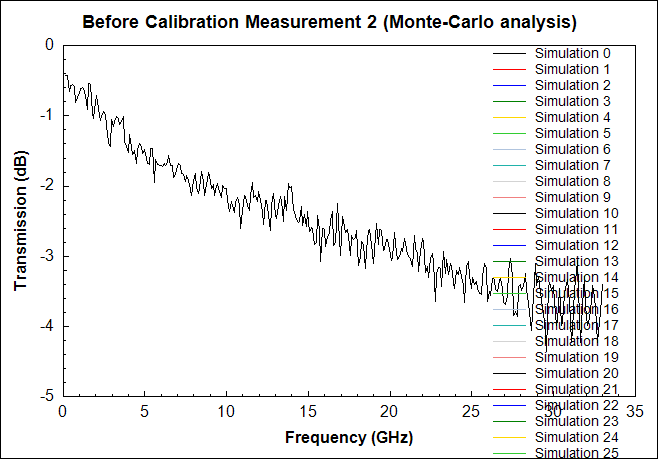 Before Calibration Measurement 2 (Monte-Carlo analysis)
0
-1
-2
-3
-4
-5
Transmission (dB)
0 5 10 15 20 25 30 35
Frequency (GHz)
Simulation 0
Simulation 1
Simulation 2
Simulation 3
Simulation 4
Simulation 5
Simulation 6
Simulation 7
Simulation 8
Simulation 9
Simulation 10
Simulation 11
Simulation 12
Simulation 13
Simulation 14
Simulation 15
Simulation 16
Simulation 17
Simulation 18
Simulation 19
Simulation 20
Simulation 21
Simulation 22
Simulation 23
Simulation 24
Simulation 25